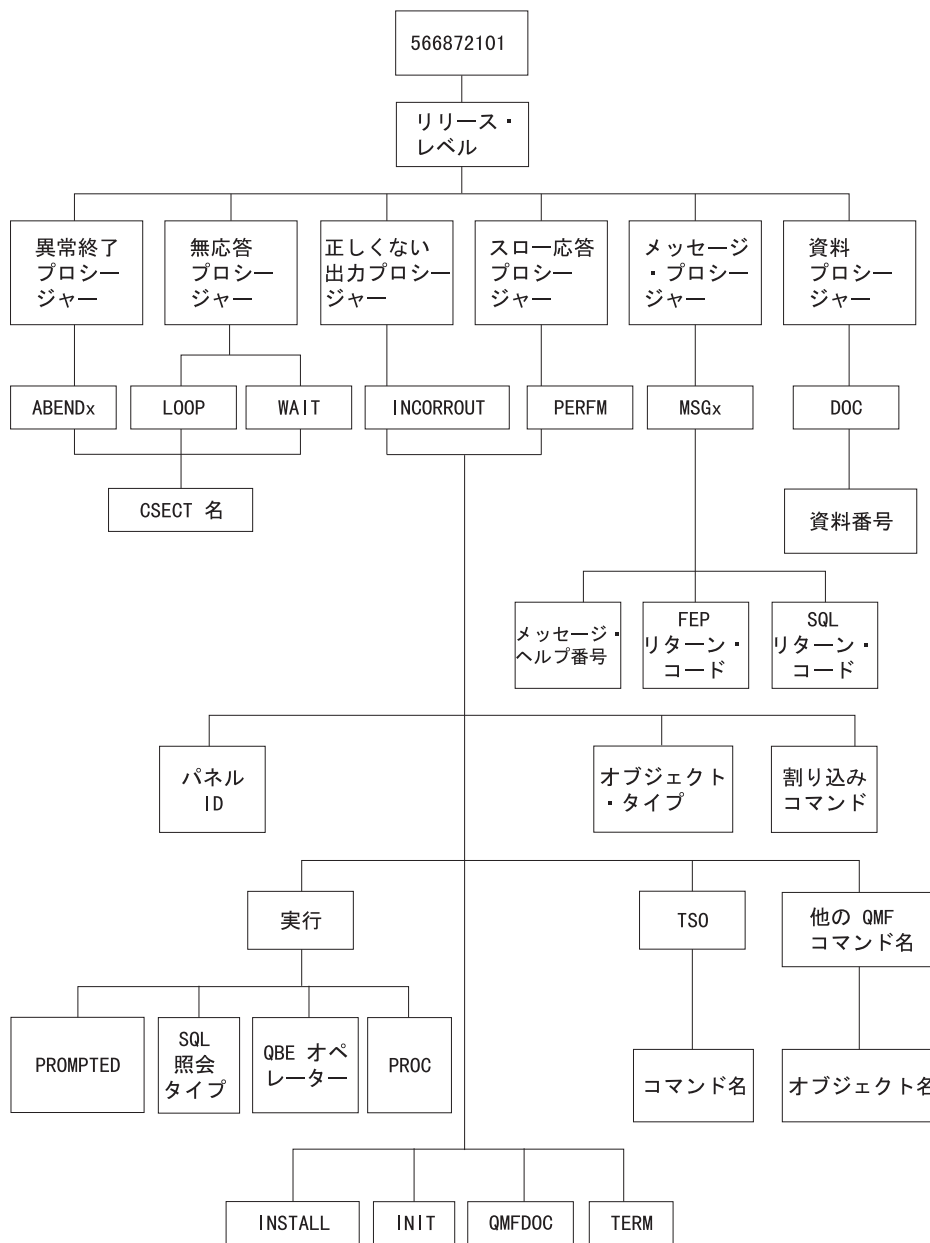 566872101
リリース・
レベル
異常終了
プロシー
ジャー
無応答
プロシー
ジャー
正しくない
出力プロシー
ジャー
スロー応答
プロシー
ジャー
メッセージ
・プロシー
ジャー
資料
プロシー
ジャー
ABENDx
LOOP
WAIT
INCORROUT
PERFM
MSGx
DOC
CSECT 名
資料番号
メッセージ・
ヘルプ番号
FEP
リターン・
コード
SQL
リターン・
コード
パネル
ID
オブジェクト
・タイプ
割り込み
コマンド
実行
TSO
他の QMF
コマンド名
PROMPTED
SQL
照会
タイプ
QBE オペ
レーター
PROC
コマンド名
オブジェクト名
INSTALL
INIT
QMFDOC
TERM